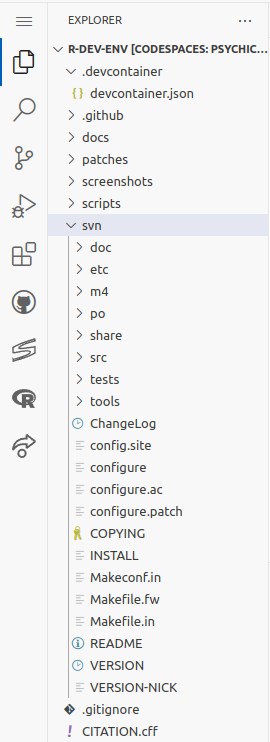 EXPLORER
R-DEV-ENV [CODESPACES: PSYCHIC...
.devcontainer
{} devcontainer.json
.github
docs
patches
screenshots
scripts
svn
doc
etc
m4
po
share
src
tests
tools
ChangeLog
config.site
configure
configure.ac
configure.patch
COPYING
INSTALL
Makeconf.in
Makefile.fw
Makefile.in
README
VERSION
VERSION-NICK
.gitignore
! CITATION.cff